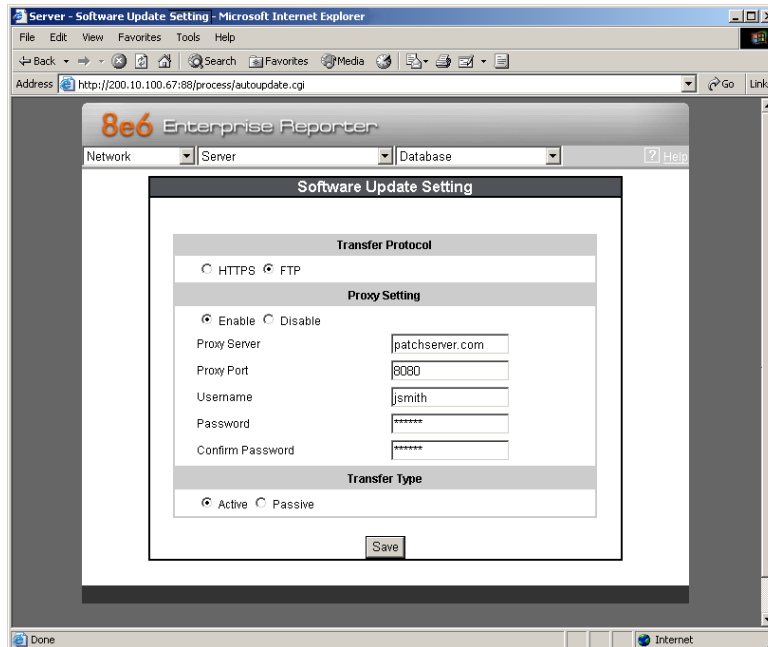 Server - Software Update Setting - Microsoft Internet Explorer
File Edit View Favorites Tools Help
Back Search Favorites Media
Address http://200.10.100.67:88/process/autoupdate.cgi Go Link
8e6 Enterprise Reporter
Network Server Database ? Help
Software Update Setting
Transfer Protocol
HTTPS FTP
Proxy Setting
Enable Disable
Proxy Server patchserver.com
Proxy Port 8080
Username jsmith
Password ******
Confirm Password ******
Transfer Type
Active Passive
Save
Done Internet